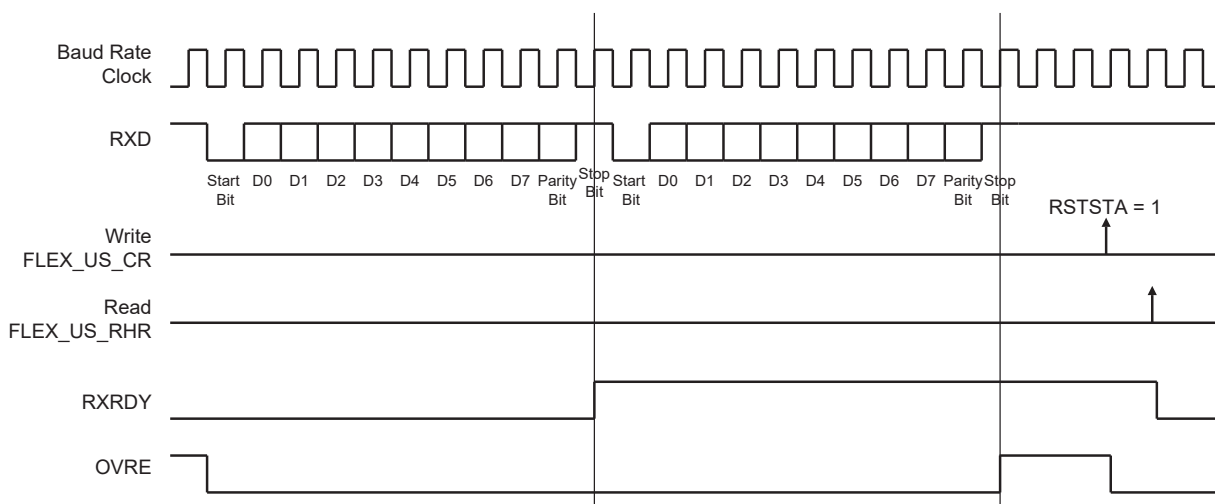 Baud Rate
Clock
RXD
Start
Bit
D0 D1 D2 D3 D4 D5 D6 D7 Parity
Bit
Stop
Bit
Start
Bit
D0 D1 D2 D3 D4 D5 D6 D7 Parity
Bit
Stop
Bit
RSTSTA = 1
Write
FLEX_US_CR
Read
FLEX_US_RHR
RXRDY
OVRE